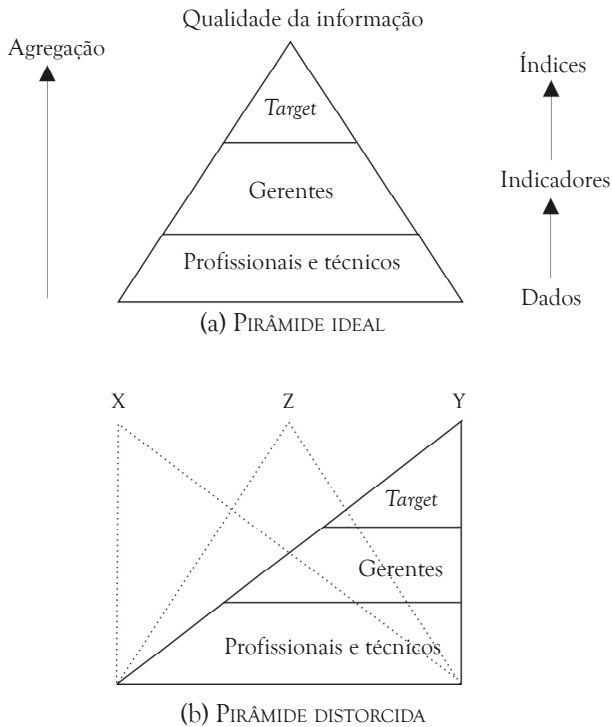 Qualidade da informação
Agregação
Índices
Target
Indicadores
Gerentes
Profissionais e técnicos
Dados
(a) PIRÂMIDE IDEAL
X Z Y
Target
Gerentes
Profissionais e técnicos
(b) PIRÂMIDE DISTORCIDA